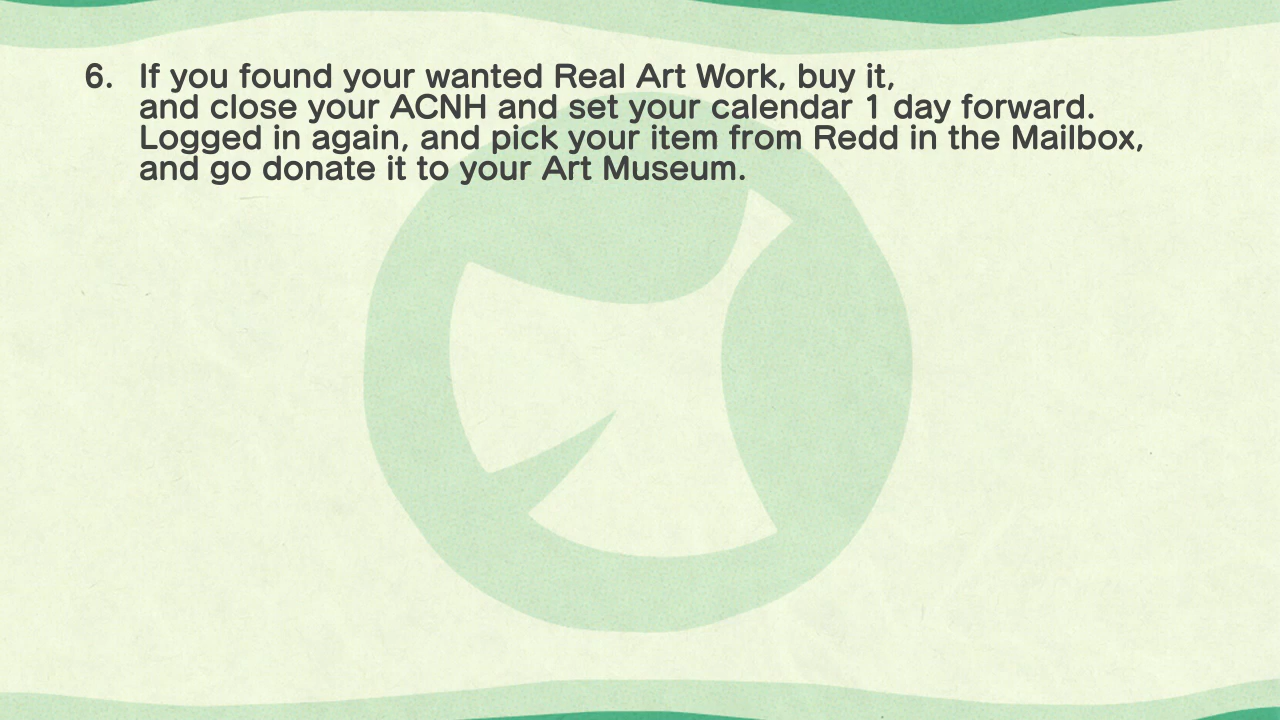 6. If you found your wanted Real Art Work, buy it,
and close your ACNH and set your calendar 1 day forward.
Logged in again, and pick your item from Redd in the Mailbox,
and go donate it to your Art Museum.